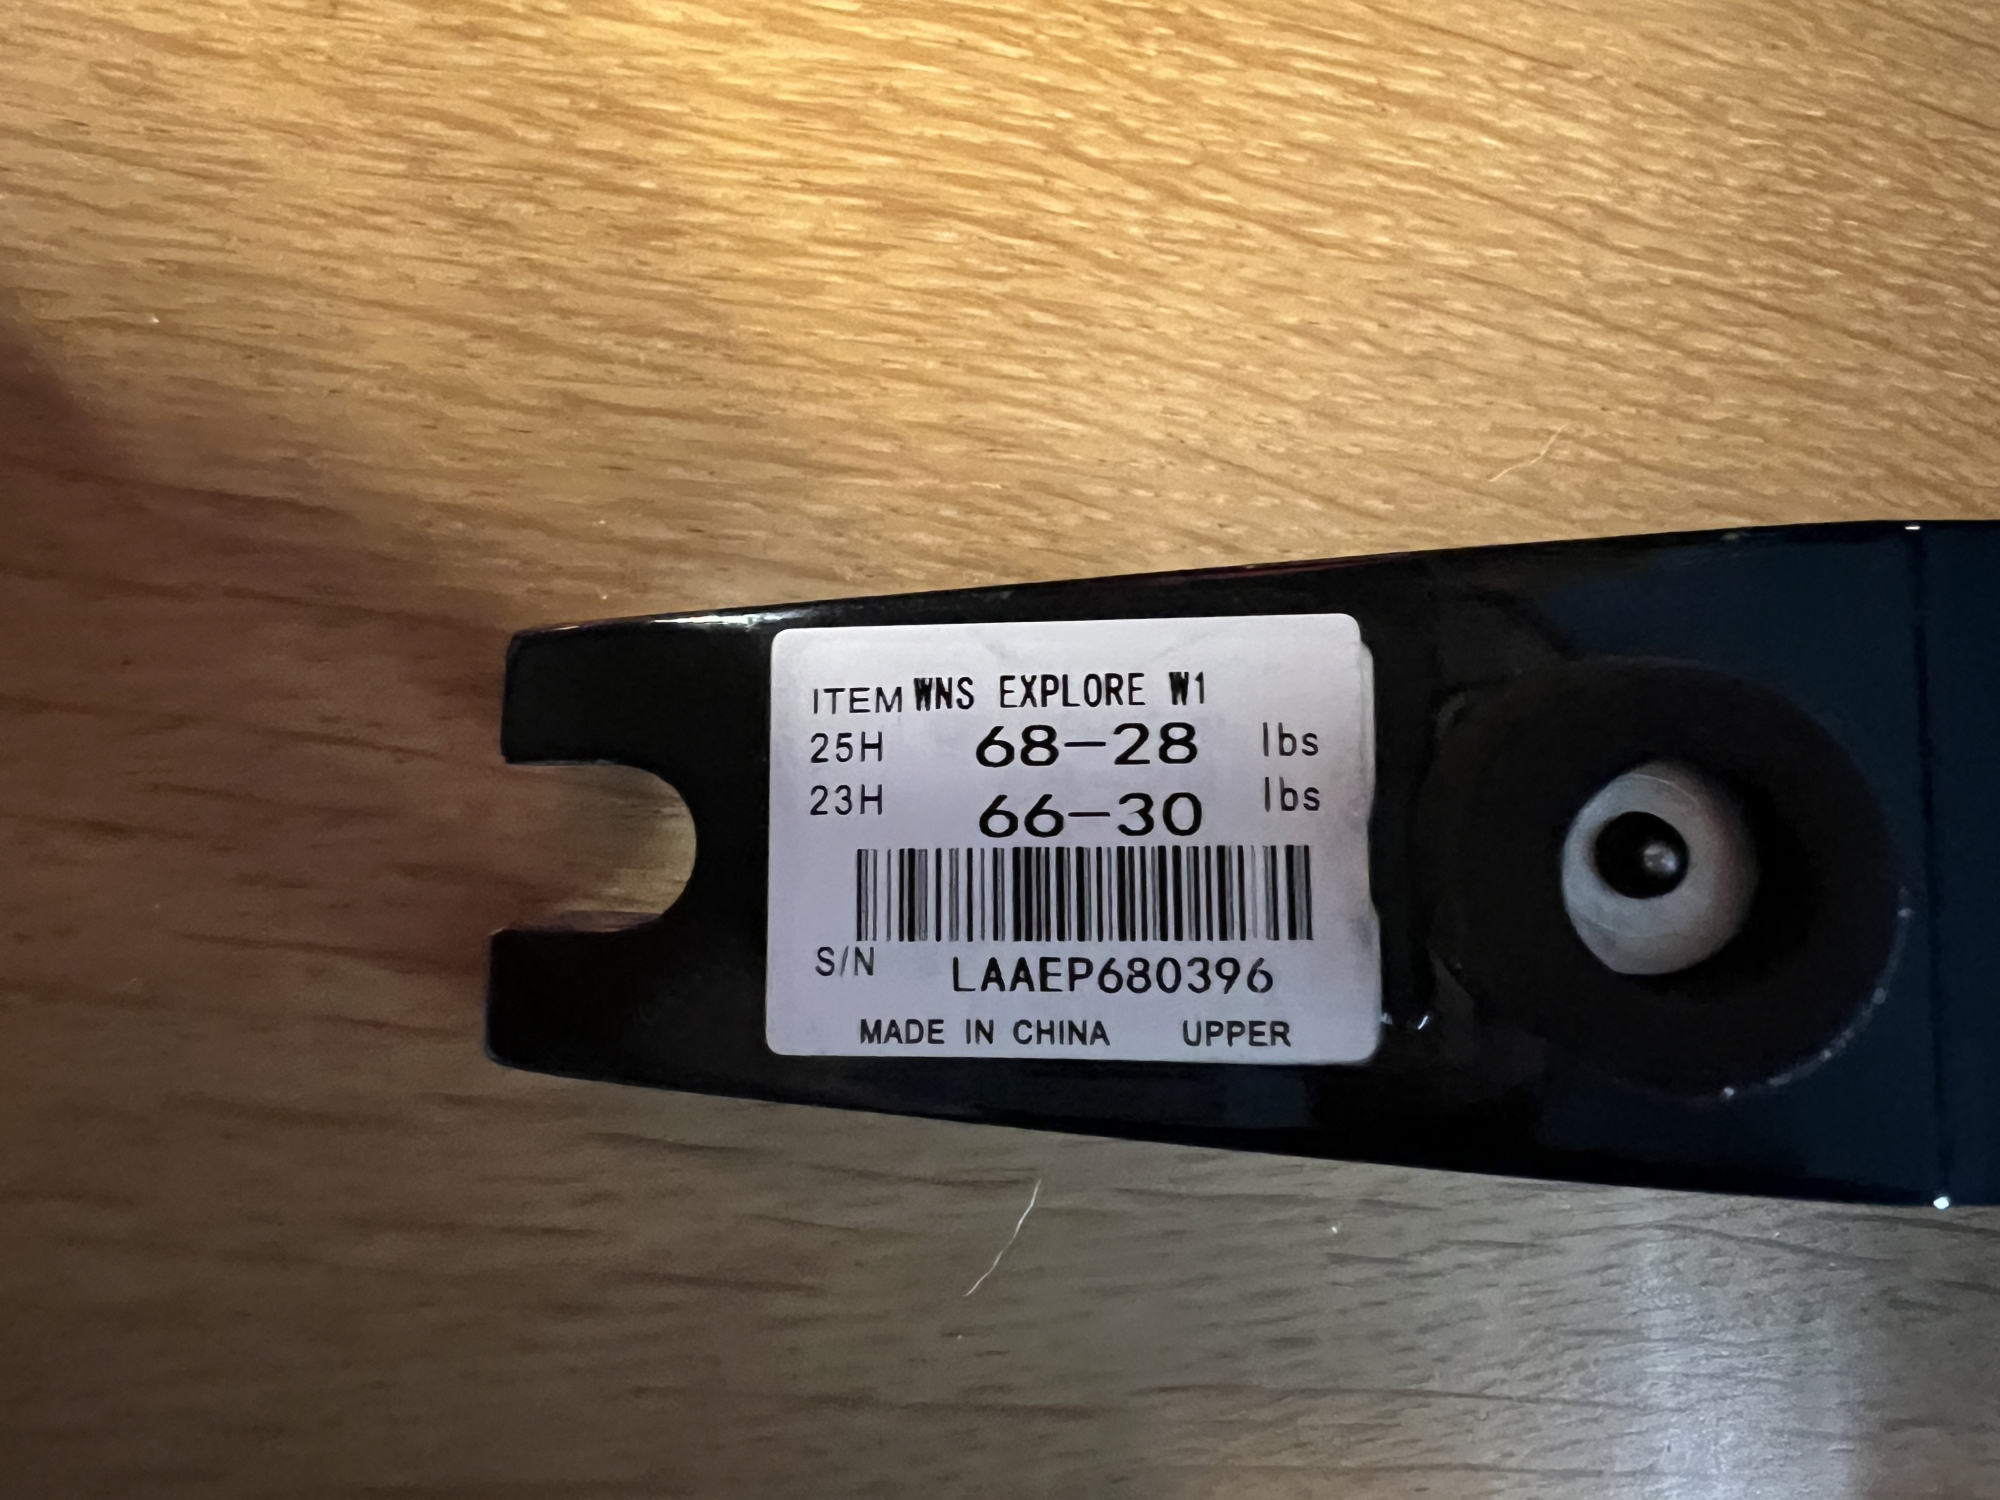 ITEM WNS EXPLORE W1
25H 68-28 lbs
23H 66-30 lbs
S/N LAAEP680396
MADE IN CHINA UPPER